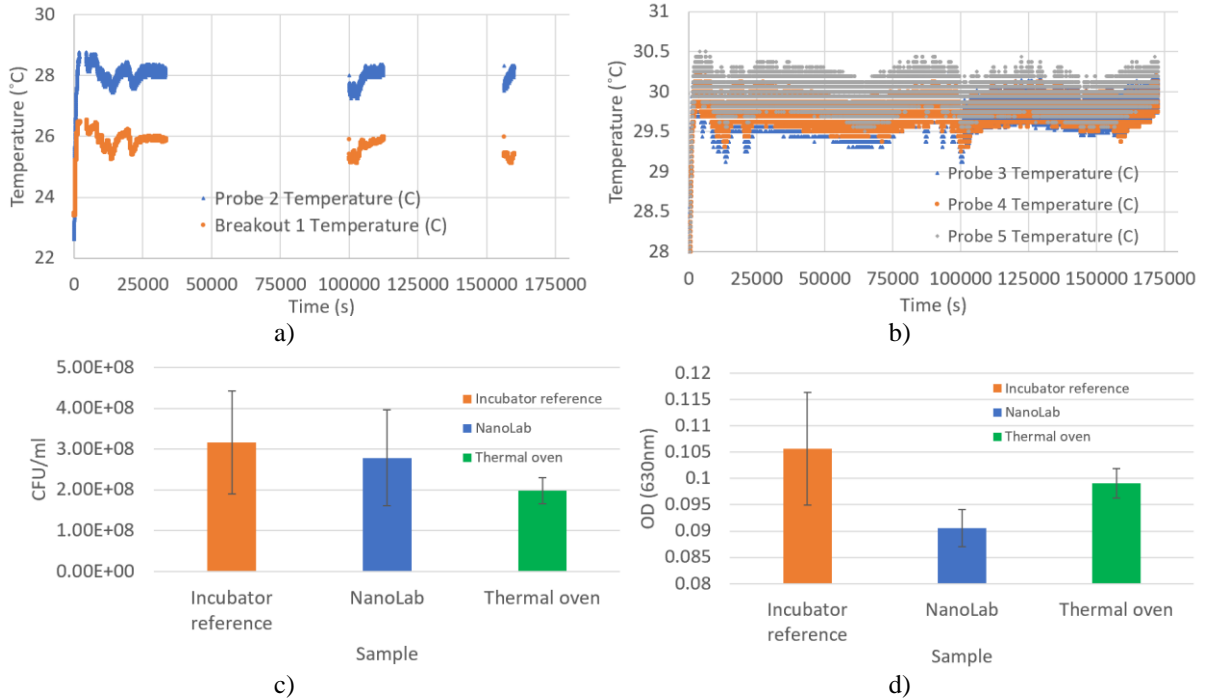 30
28
26
24
22
Temperature (°C)
Probe 2 Temperature (C)
Breakout 1 Temperature (C)
0 25000 50000 75000 100000 125000 150000 175000
Time (s)
a)
31
30.5
30
29.5
29
28.5
28
Temperature (°C)
Probe 3 Temperature (C)
Probe 4 Temperature (C)
Probe 5 Temperature (C)
0 25000 50000 75000 100000 125000 150000 175000
Time (s)
b)
5.00E+08
4.00E+08
3.00E+08
2.00E+08
1.00E+08
0.00E+00
CFU/ml
Incubator reference
NanoLab
Thermal oven
Incubator
reference
NanoLab
Thermal oven
Sample
c)
0.12
0.115
0.11
0.105
0.1
0.095
0.09
0.085
0.08
OD (630nm)
Incubator reference
NanoLab
Thermal oven
Incubator
reference
NanoLab
Thermal oven
Sample
d)